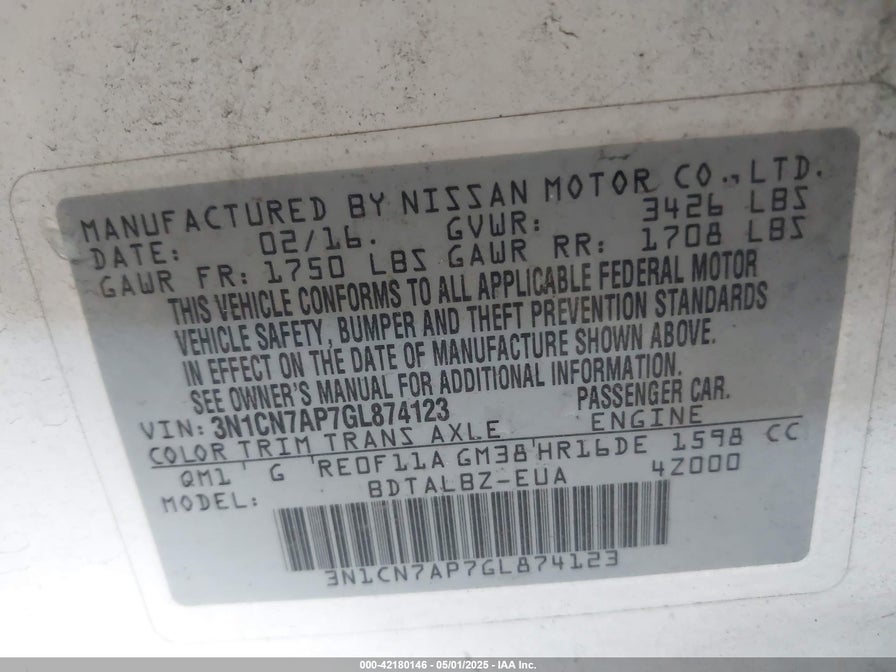 MANUFACTURED BY NISSAN MOTOR CO., LTD.
DATE: 02/16. GVWR: 3426 LBS
GAWR FR: 1750 LBS GAWR RR: 1708 LBS
THIS VEHICLE CONFORMS TO ALL APPLICABLE FEDERAL MOTOR
VEHICLE SAFETY, BUMPER AND THEFT PREVENTION STANDARDS
IN EFFECT ON THE DATE OF MANUFACTURE SHOWN ABOVE.
SEE OWNER'S MANUAL FOR ADDITIONAL INFORMATION.
VIN: 3N1CN7AP7GL874123 PASSENGER CAR.
COLOR TRIM TRANS AXLE ENGINE
QM1 G RE0F11A GM38 HR16DE 1598 CC
MODEL: BDTALBZ-EUA 4Z000
3N1CN7AP7GL874123
000-42180146 - 05/01/2025 - IAA Inc.